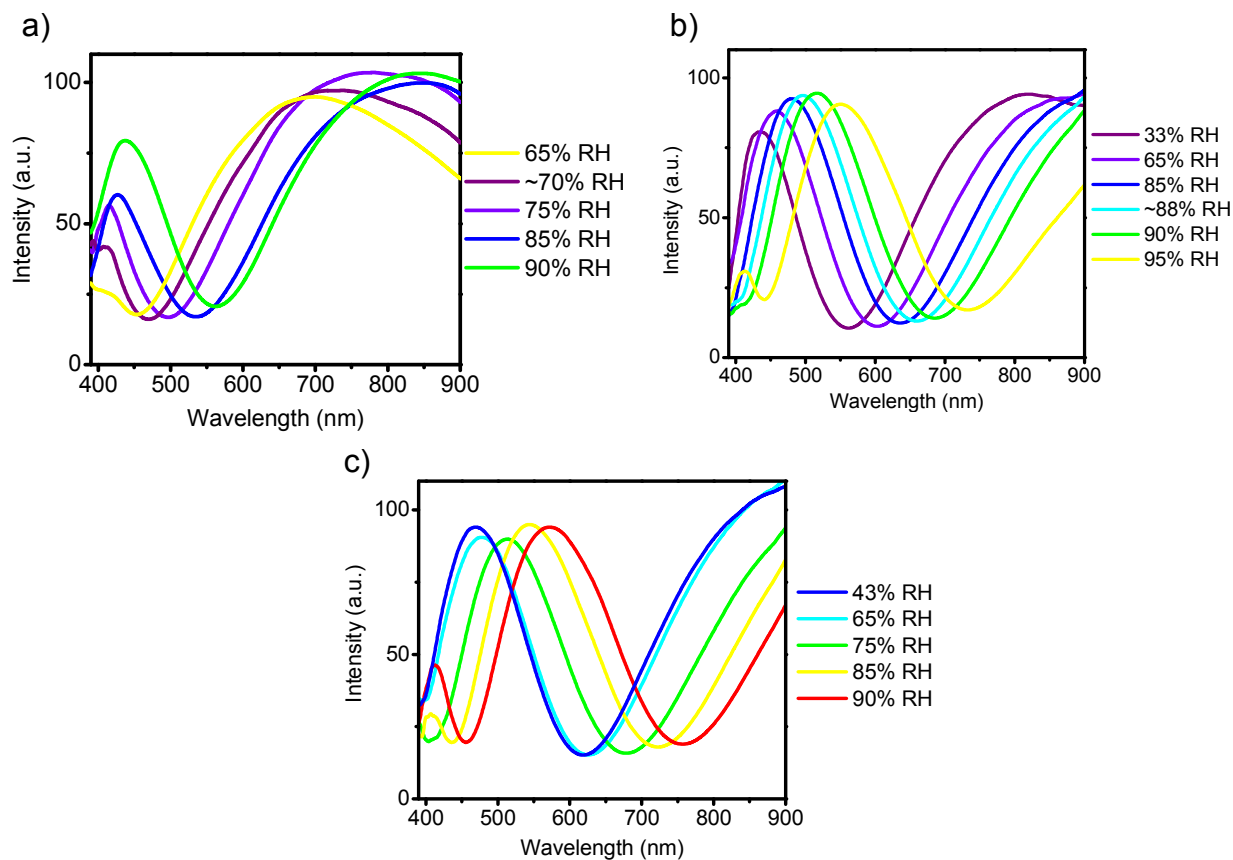 a)
100
50
0
Intensity (a.u.)
400 500 600 700 800 900
Wavelength (nm)
65% RH
~70% RH
75% RH
85% RH
90% RH
b)
100
50
0
Intensity (a.u.)
400 500 600 700 800 900
Wavelength (nm)
33% RH
65% RH
85% RH
~88% RH
90% RH
95% RH
c)
100
50
0
Intensity (a.u.)
400 500 600 700 800 900
Wavelength (nm)
43% RH
65% RH
75% RH
85% RH
90% RH